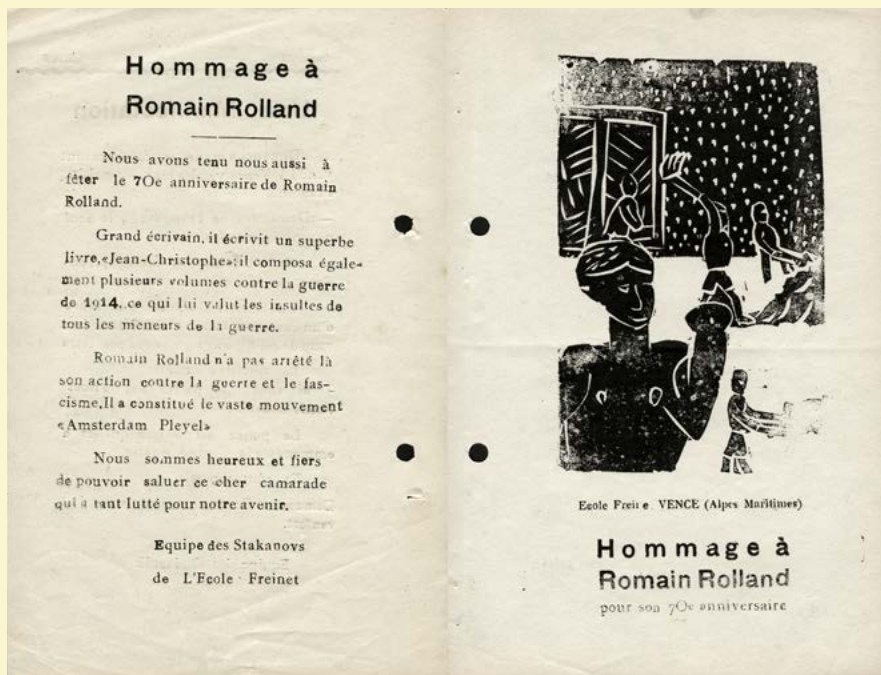 Hommage à
Romain Rolland
Nous avons tenu nous aussi à
fêter le 7Oe anniversaire de Romain
Rolland.
Grand écrivain, il écrivit un superbe
livre,«Jean-Christophe»;il composa égale-
ment plusieurs volumes contre la guerre
de 1914, ce qui lui valut les insultes de
tous les meneurs de la guerre.
Romain Rolland n'a pas arrêté là
son action contre la guerre et le fas-
cisme.Il a constitué le vaste mouvement
«Amsterdam Pleyel»
Nous sommes heureux et fiers
de pouvoir saluer ce cher camarade
qui a tant lutté pour notre avenir.
Equipe des Stakanovs
de L'Ecole Freinet
Ecole Frei e VENCE (Alpes Maritimes)
Hommage à
Romain Rolland
pour son 7Oe anniversaire